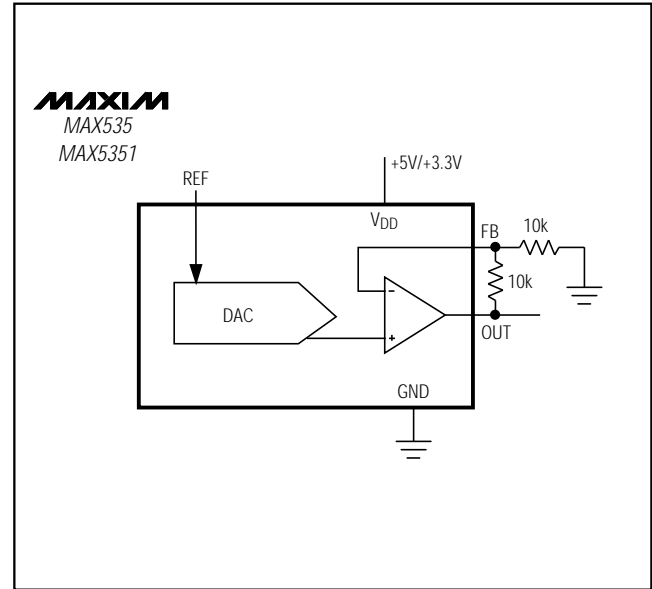 MAXIM
MAX535
MAX5351
REF
+5V/+3.3V
VDD
FB
10k
10k
DAC
-
+
OUT
GND